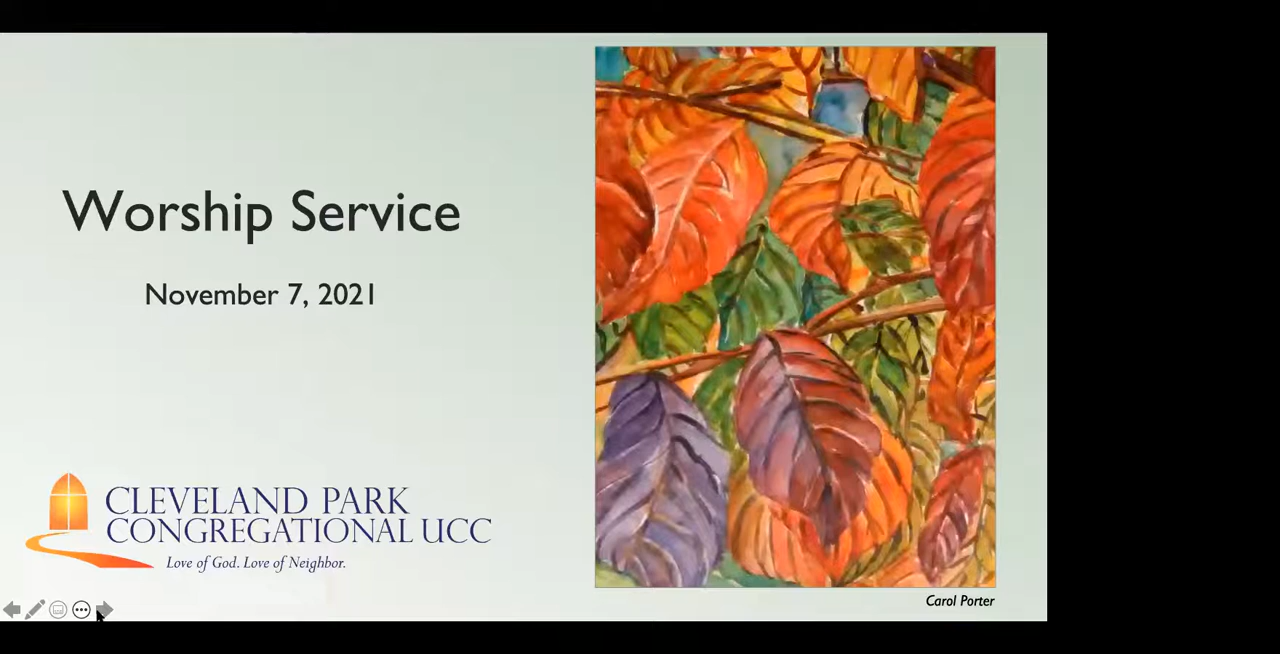 Worship Service
November 7, 2021
CLEVELAND PARK
CONGREGATIONAL UCC
Love of God. Love of Neighbor.
Carol Porter